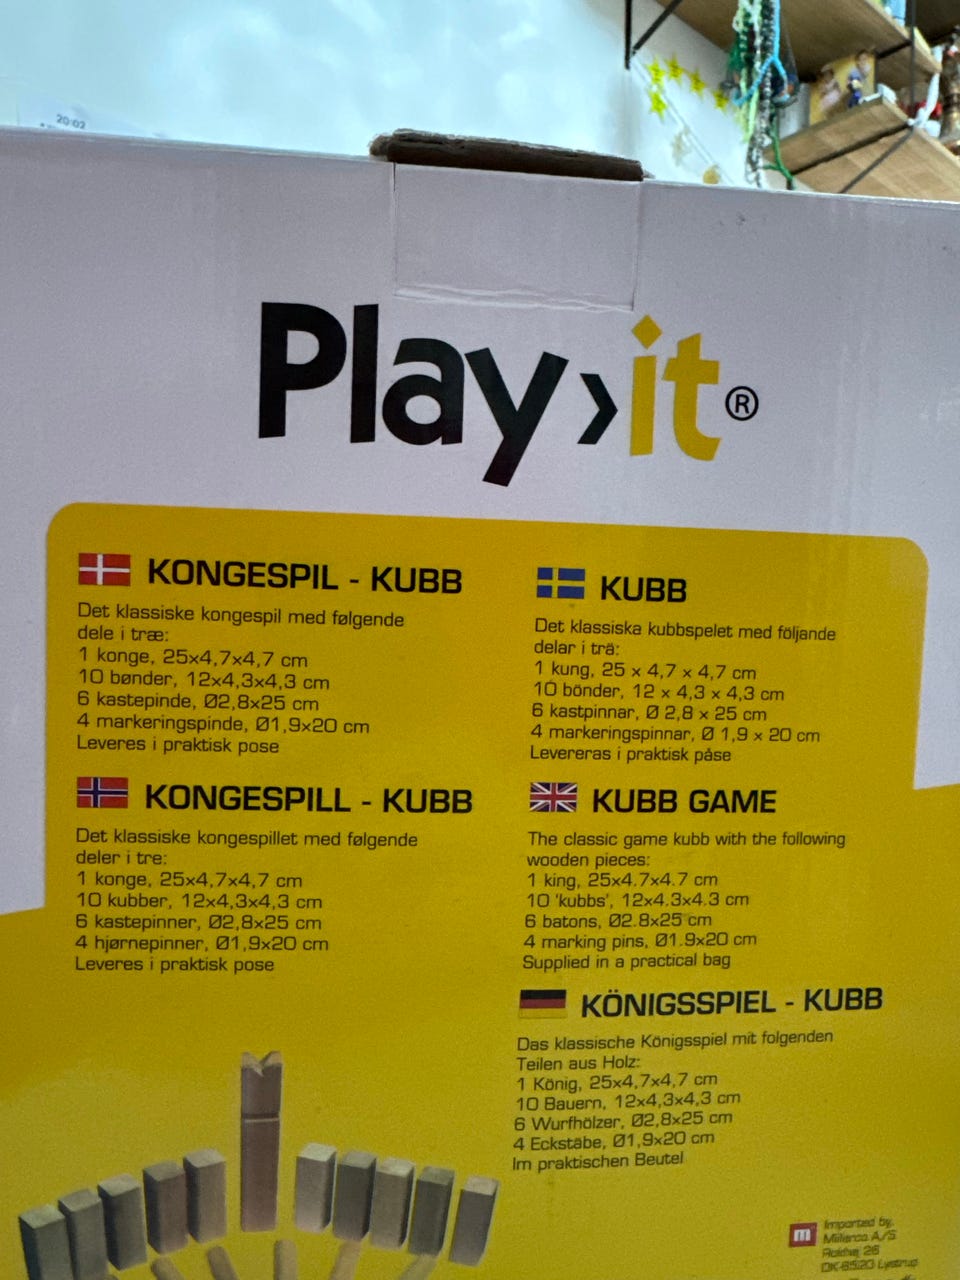 20:02
Play›it®
KONGESPIL - KUBB
Det klassiske kongespil med følgende
dele i træ:
1 konge, 25x4,7x4,7 cm
10 bønder, 12x4,3x4,3 cm
6 kastepinde, Ø2,8x25 cm
4 markeringspinde, Ø1,9x20 cm
Leveres i praktisk pose
KUBB
Det klassiska kubbspelet med följande
delar i trä:
1 kung, 25 x 4,7 x 4,7 cm
10 bönder, 12 x 4,3 x 4,3 cm
6 kastpinnar, Ø 2,8 x 25 cm
4 markeringspinnar, Ø 1,9 x 20 cm
Levereras i praktisk påse
KONGESPILL - KUBB
Det klassiske kongespillet med følgende
deler i tre:
1 konge, 25x4,7x4,7 cm
10 kubber, 12x4,3x4,3 cm
6 kastepinner, Ø2,8x25 cm
4 hjørnepinner, Ø1,9x20 cm
Leveres i praktisk pose
KUBB GAME
The classic game kubb with the following
wooden pieces:
1 king, 25x4.7x4.7 cm
10 'kubbs', 12x4.3x4.3 cm
6 batons, Ø2.8x25 cm
4 marking pins, Ø1.9x20 cm
Supplied in a practical bag
KÖNIGSSPIEL - KUBB
Das klassische Königsspiel mit folgenden
Teilen aus Holz:
1 König, 25x4,7x4,7 cm
10 Bauern, 12x4,3x4,3 cm
6 Wurfhölzer, Ø2,8x25 cm
4 Eckstäbe, Ø1,9x20 cm
Im praktischen Beutel
m
Imported by:
Millarco A/S
Rokhøj 26
DK-8520 Lystrup